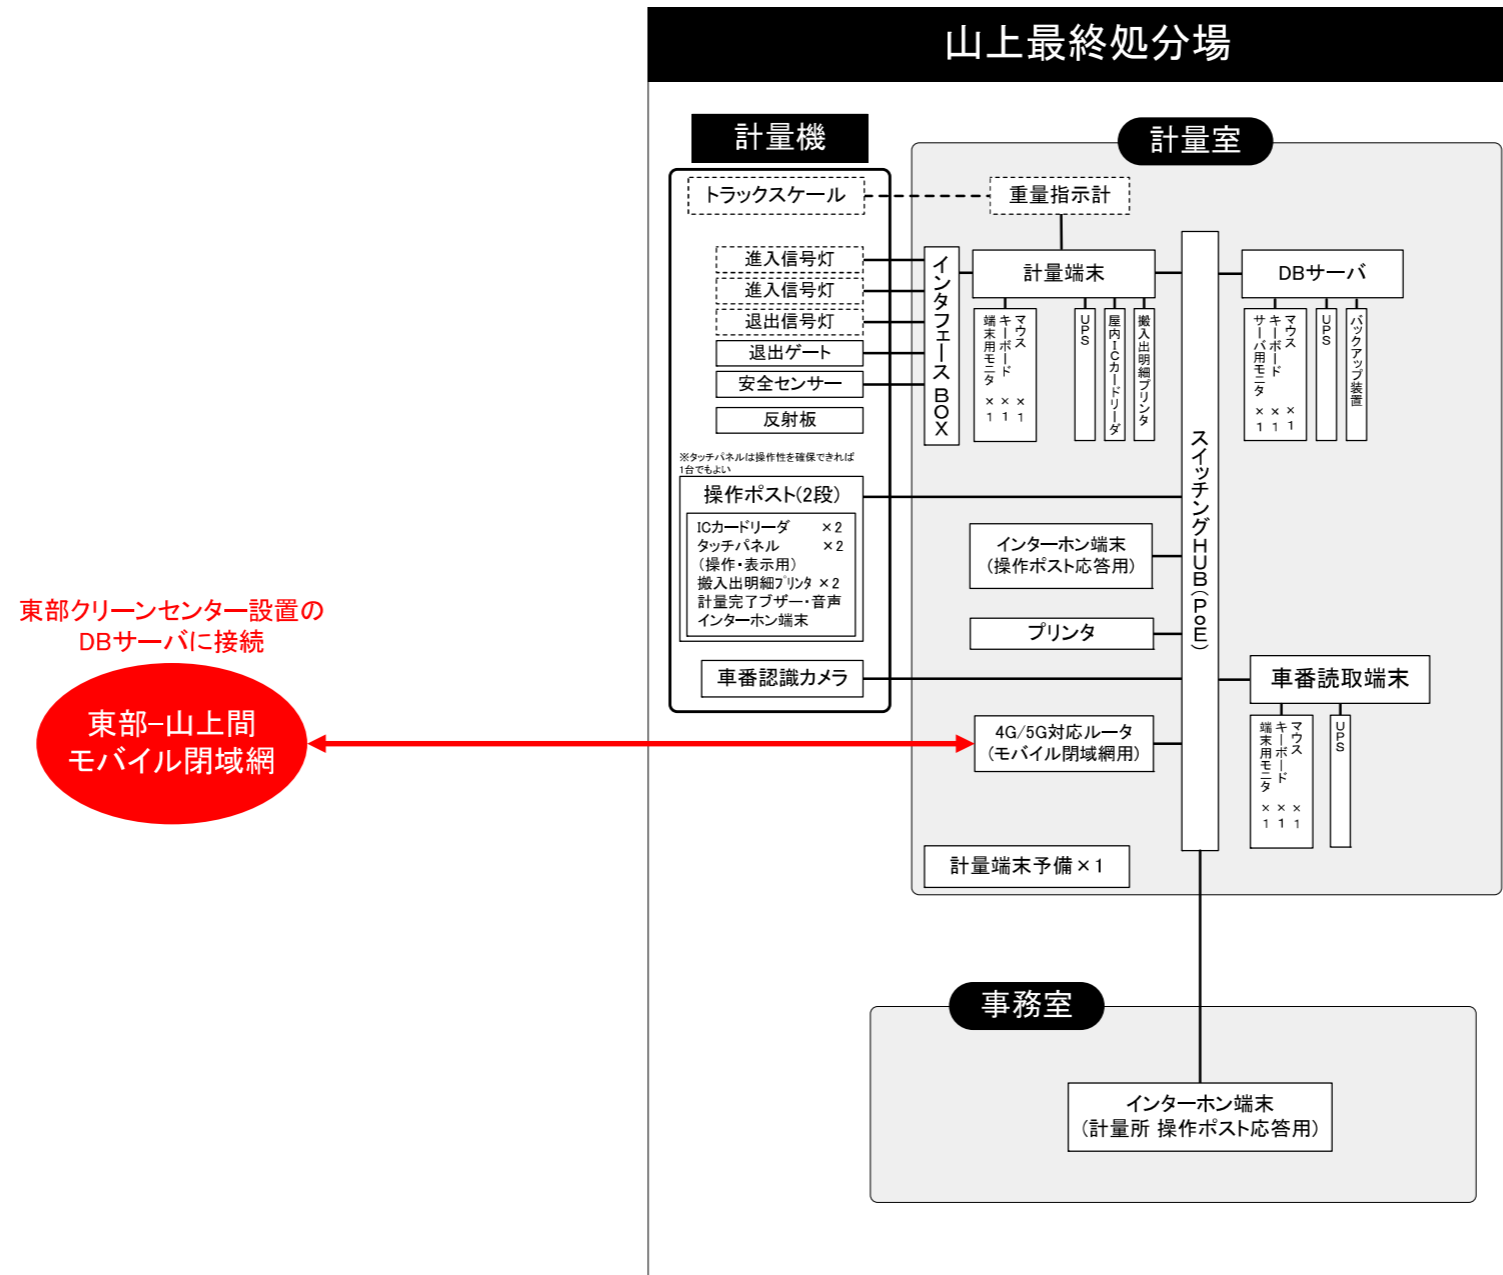 山上最終処分場
計量機
計量室
トラックスケール
重量指示計
進入信号灯
進入信号灯
退出信号灯
退出ゲート
安全センサー
反射板
インタフェースBOX
計量端末
マウス ×1
キーボード ×1
端末用モニタ ×1
UPS
屋内ICカードリーダ
搬入出明細プリンタ
スイッチングHUB(PoE)
DBサーバ
マウス ×1
キーボード ×1
サーバ用モニタ ×1
UPS
バックアップ装置
※タッチパネルは操作性を確保できれば
1台でもよい
操作ポスト(2段)
ICカードリーダ ×2
タッチパネル ×2
(操作・表示用)
搬入出明細プリンタ ×2
計量完了ブザー・音声
インターホン端末
インターホン端末
(操作ポスト応答用)
プリンタ
車番認識カメラ
車番読取端末
マウス ×1
キーボード ×1
端末用モニタ ×1
UPS
4G/5G対応ルータ
(モバイル閉域網用)
計量端末予備×1
東部クリーンセンター設置の
DBサーバに接続
東部-山上間
モバイル閉域網
事務室
インターホン端末
(計量所 操作ポスト応答用)